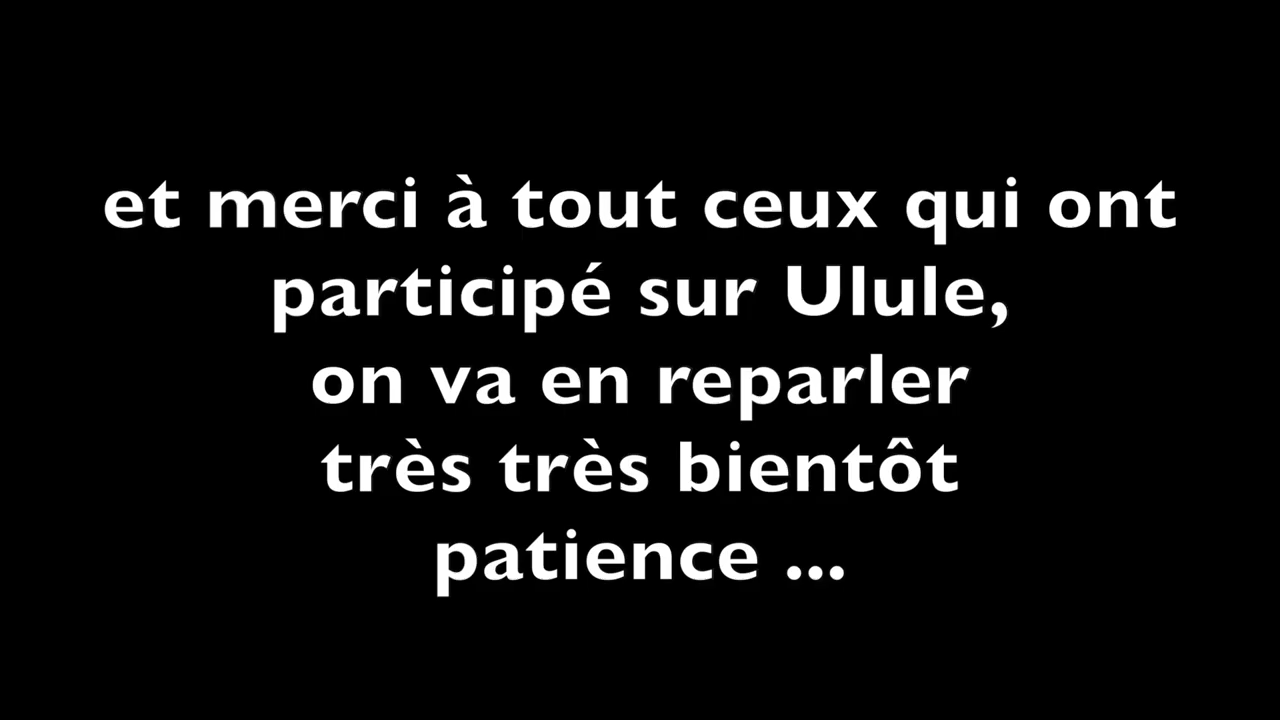 et merci à tout ceux qui ont
participé sur Ulule,
on va en reparler
très très bientôt
patience ...